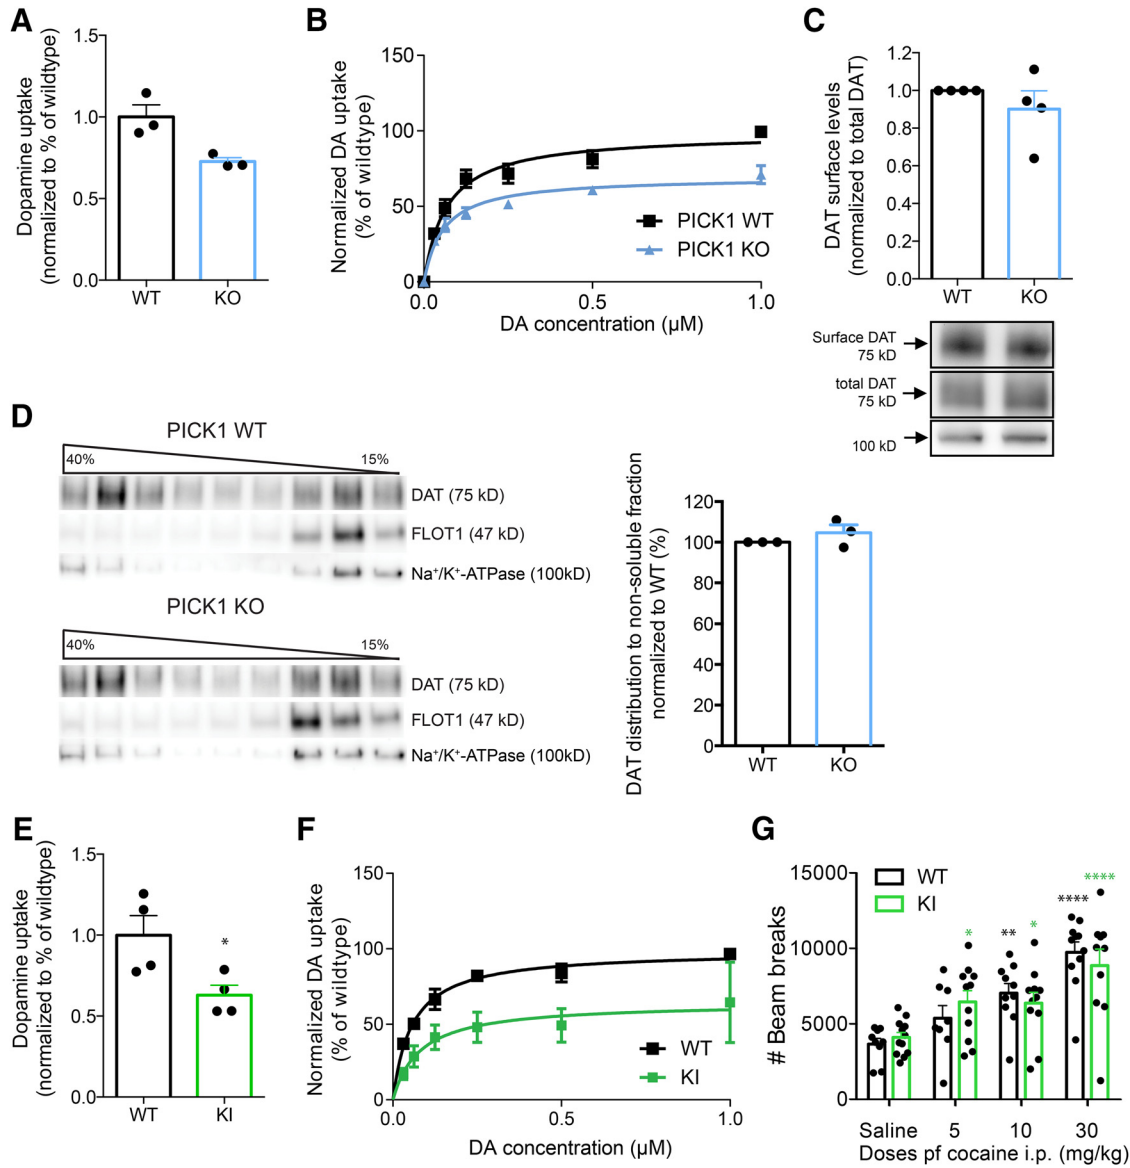 A
Dopamine uptake
(normalized to % of wildtype)
1.5
1.0
0.5
0.0
WT
KO
B
Normalized DA uptake
(% of wildtype)
150
100
50
0
0.0
0.5
1.0
DA concentration (μM)
PICK1 WT
PICK1 KO
C
DAT surface levels
(normalized to total DAT)
1.2
1.0
0.8
0.6
0.4
0.2
0.0
WT
KO
Surface DAT
75 kD
total DAT
75 kD
100 kD
D
PICK1 WT
40%
15%
DAT (75 kD)
FLOT1 (47 kD)
Na⁺/K⁺-ATPase (100kD)
PICK1 KO
40%
15%
DAT (75 kD)
FLOT1 (47 kD)
Na⁺/K⁺-ATPase (100kD)
DAT distribution to non-soluble fraction
normalized to WT (%)
120
100
80
60
40
20
0
WT
KO
E
Dopamine uptake
(normalized to % of wildtype)
1.5
1.0
0.5
0.0
*
WT
KI
F
Normalized DA uptake
(% of wildtype)
150
100
50
0
0.0
0.5
1.0
DA concentration (μM)
WT
KI
G
# Beam breaks
15000
10000
5000
0
WT
KI
*
**
*
****
****
Saline
5
10
30
Doses pf cocaine i.p. (mg/kg)